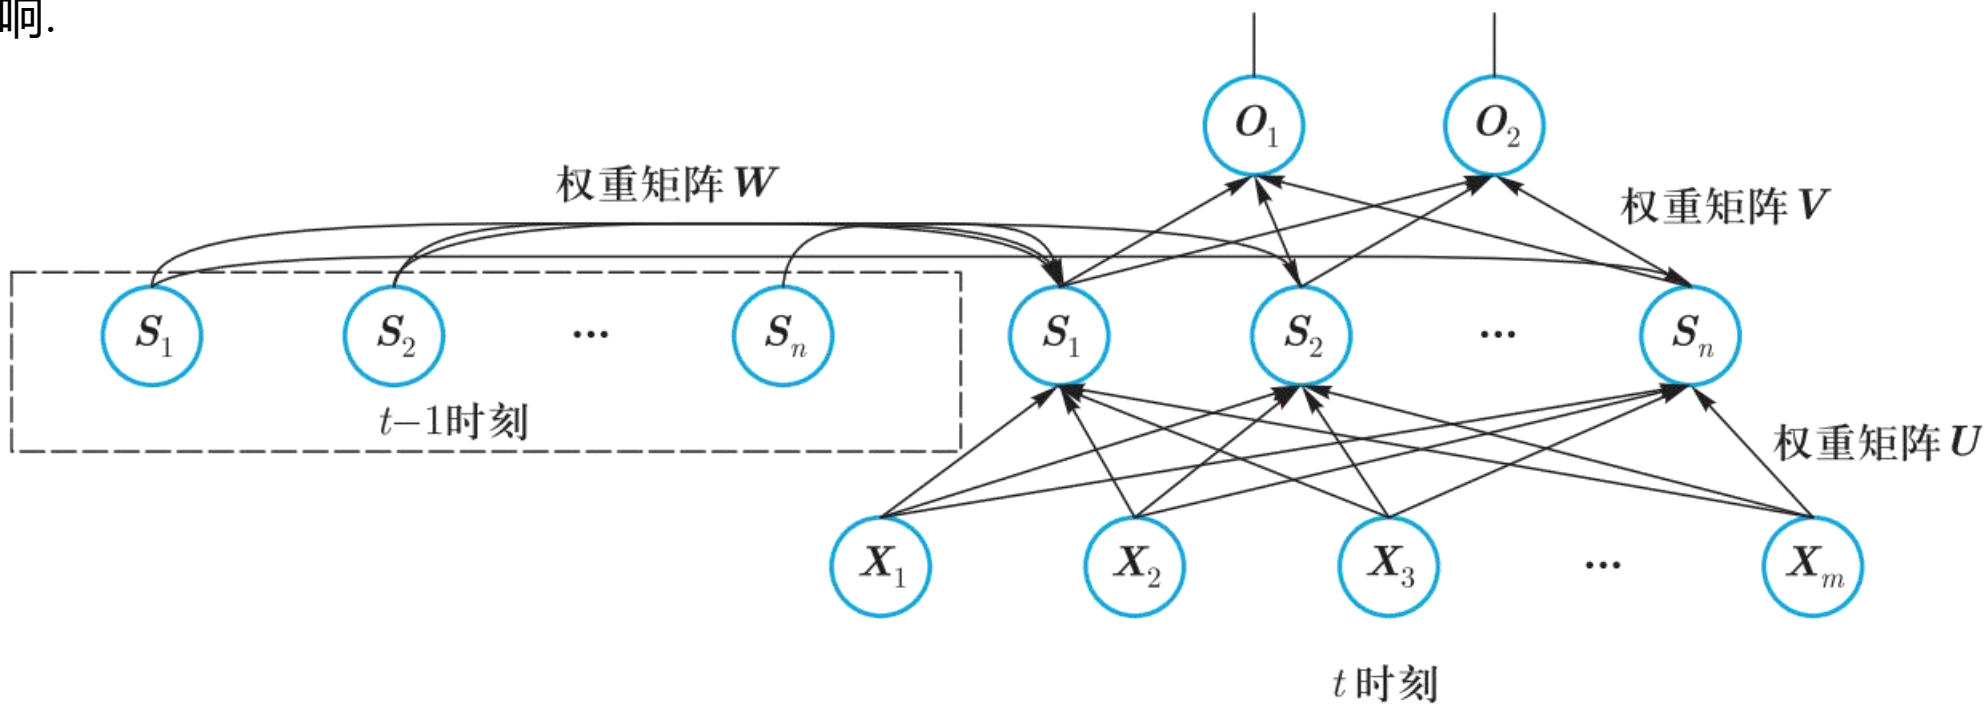 响.
O1 O2
权重矩阵 W
权重矩阵 V
S1 S2 ... Sn S1 S2 ... Sn
t-1时刻
权重矩阵 U
X1 X2 X3 ... Xm
t 时刻